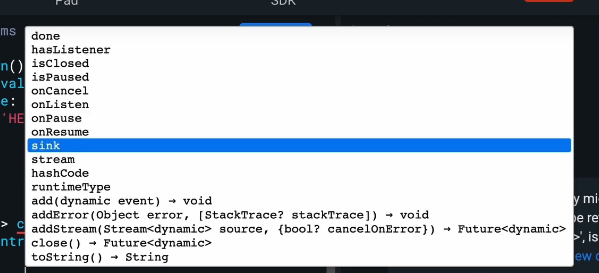 Pad SDK
ms
done
hasListener
isClosed
n() isPaused
val onCancel
e: onListen
'HE onPause
onResume
sink
stream
hashCode
runtimeType
add(dynamic event) → void
addError(Object error, [StackTrace? stackTrace]) → void
> c addStream(Stream<dynamic> source, {bool? cancelOnError}) → Future<dynamic>
ntr close() → Future<dynamic>
toString() → String
y mi
be re
>', is
ew c